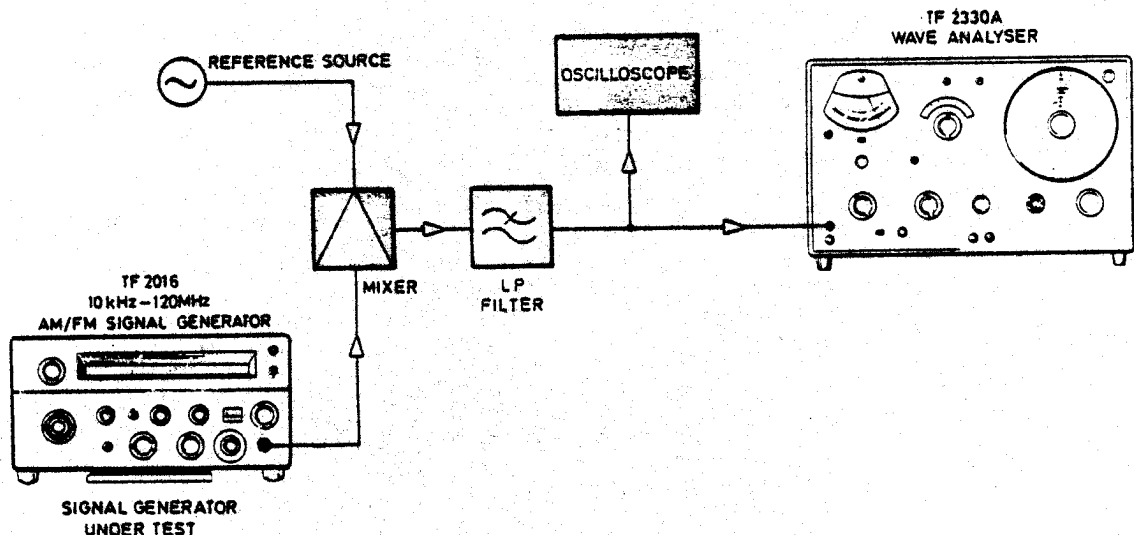 TF 2330A
WAVE ANALYSER
REFERENCE SOURCE
OSCILLOSCOPE
MIXER
LP
FILTER
TF 2016
10kHz-120MHz
AM/FM SIGNAL GENERATOR
SIGNAL GENERATOR
UNDER TEST